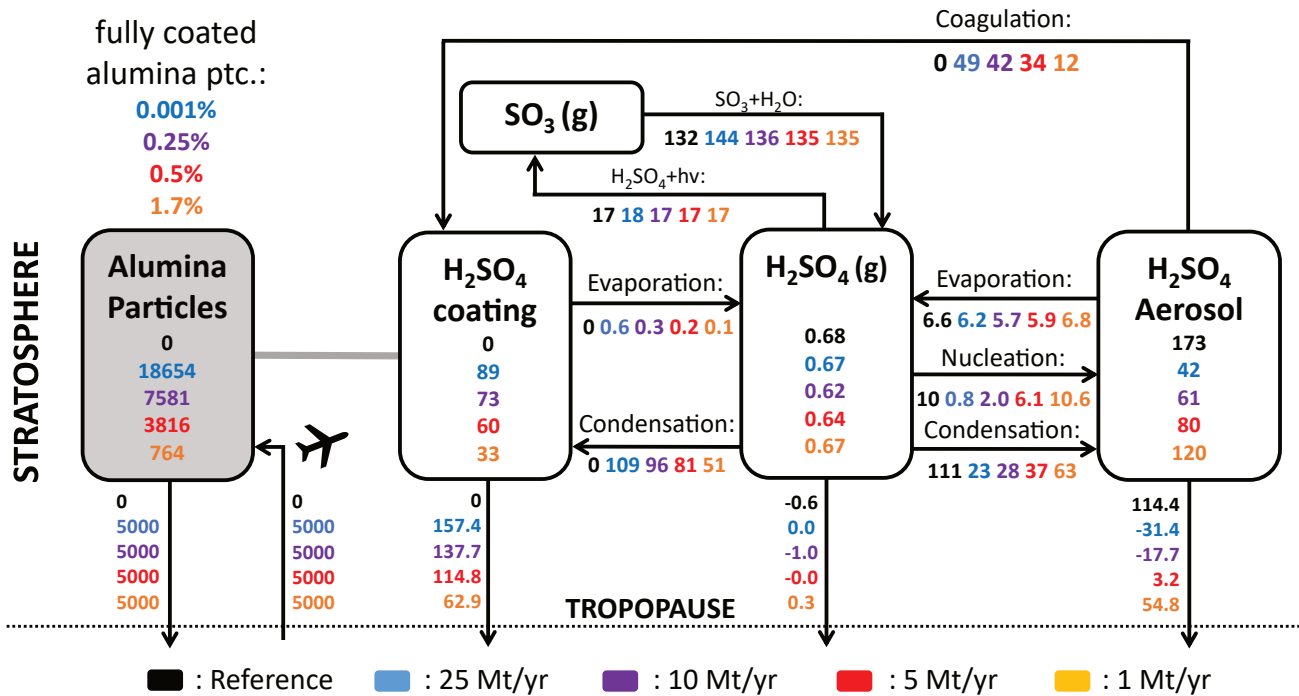 fully coated
alumina ptc.:
0.001%
0.25%
0.5%
1.7%
Coagulation:
0 49 42 34 12
SO₃ (g)
SO₃+H₂O:
132 144 136 135 135
H₂SO₄+hv:
17 18 17 17 17
STRATOSPHERE
Alumina
Particles
0
18654
7581
3816
764
H₂SO₄
coating
0
89
73
60
33
Evaporation:
0 0.6 0.3 0.2 0.1
Condensation:
0 109 96 81 51
H₂SO₄ (g)
0.68
0.67
0.62
0.64
0.67
Evaporation:
6.6 6.2 5.7 5.9 6.8
Nucleation:
10 0.8 2.0 6.1 10.6
Condensation:
111 23 28 37 63
H₂SO₄
Aerosol
173
42
61
80
120
0
5000
5000
5000
5000
0
5000
5000
5000
5000
0
157.4
137.7
114.8
62.9
-0.6
0.0
-1.0
-0.0
0.3
114.4
-31.4
-17.7
3.2
54.8
TROPOPAUSE
: Reference
: 25 Mt/yr
: 10 Mt/yr
: 5 Mt/yr
: 1 Mt/yr